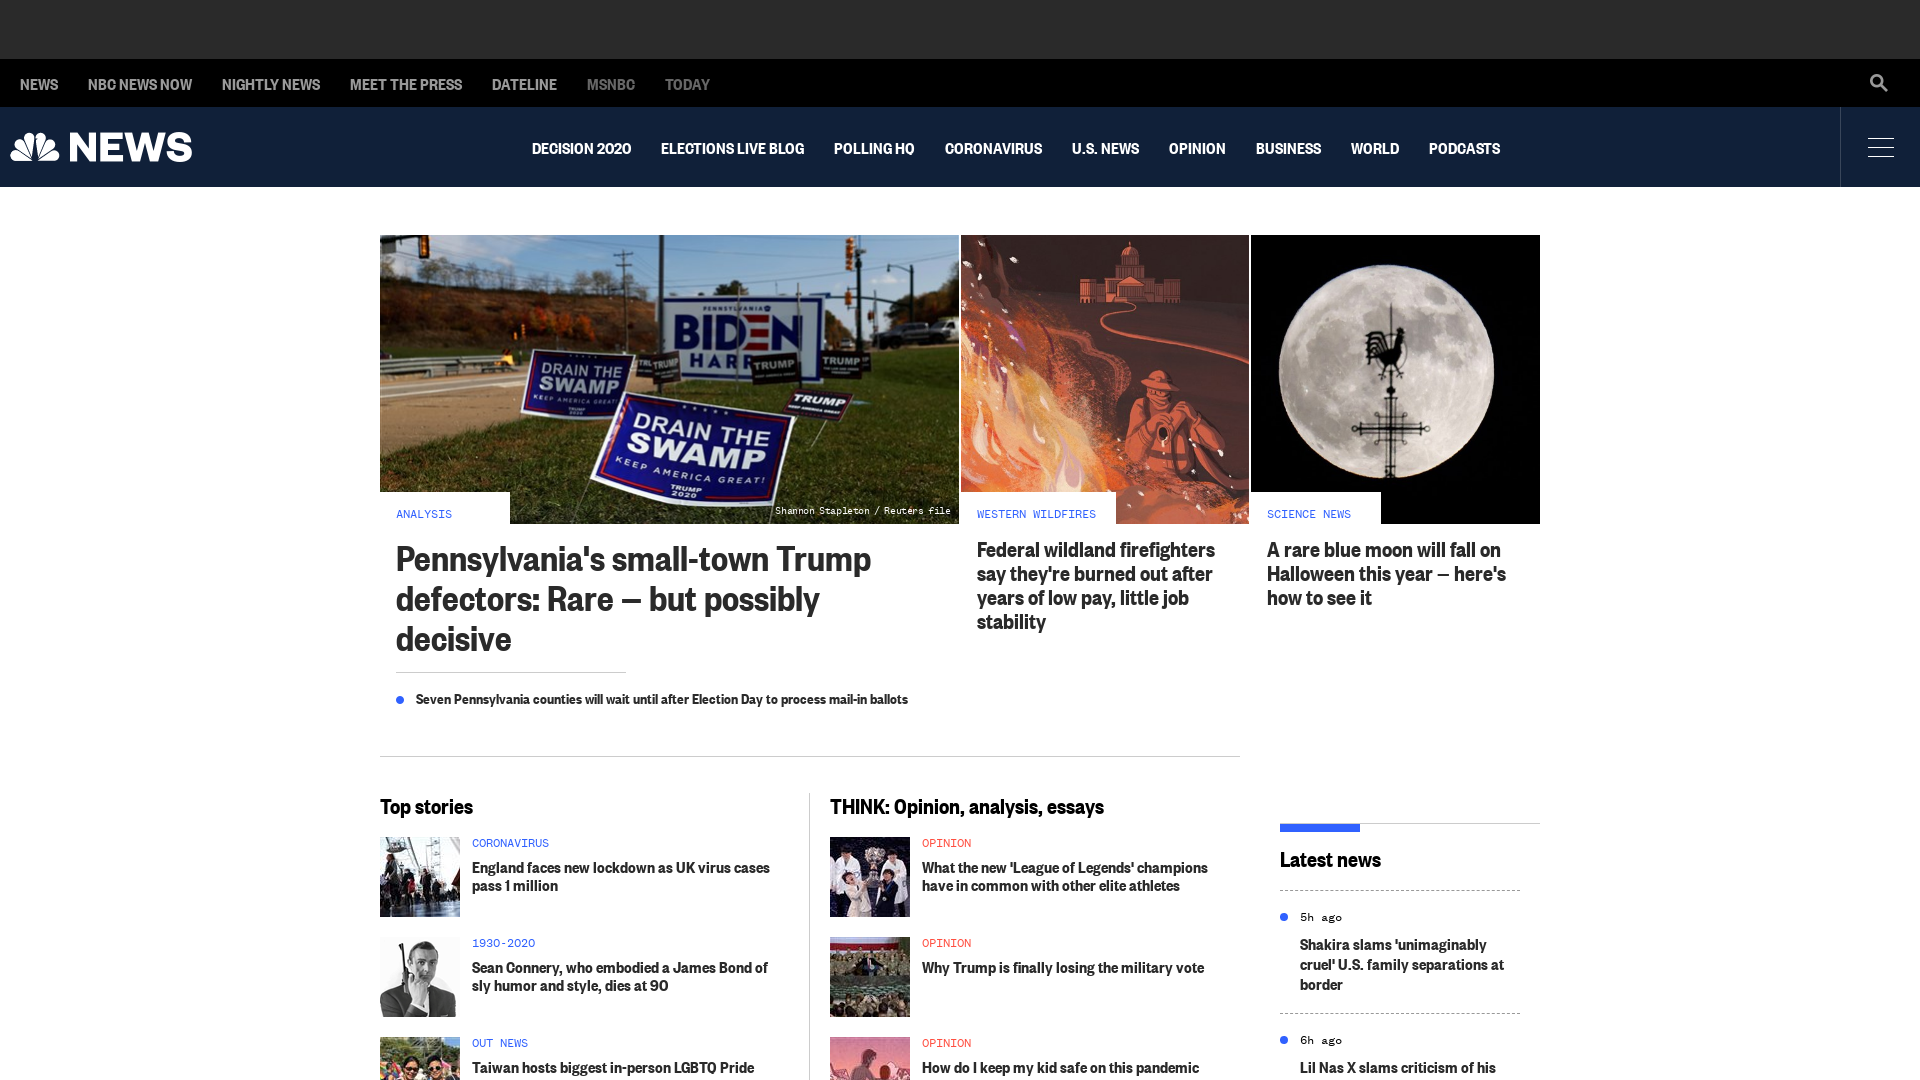 NEWS
NBC NEWS NOW
NIGHTLY NEWS
MEET THE PRESS
DATELINE
MSNBC
TODAY
NEWS
DECISION 2020
ELECTIONS LIVE BLOG
POLLING HQ
CORONAVIRUS
U.S. NEWS
OPINION
BUSINESS
WORLD
PODCASTS
PENNSYLVANIA
BIDEN
HARR
TRUMP
TRUMP
TRUMP
DRAIN THE
SWAMP
KEEP AMERICA GREAT!
TRUMP
TRUMP
DRAIN THE
SWAMP
KEEP AMERICA GREAT!
TRUMP
2020
Shannon Stapleton / Reuters file
ANALYSIS
Pennsylvania's small-town Trump
defectors: Rare — but possibly
decisive
Seven Pennsylvania counties will wait until after Election Day to process mail-in ballots
WESTERN WILDFIRES
Federal wildland firefighters
say they're burned out after
years of low pay, little job
stability
SCIENCE NEWS
A rare blue moon will fall on
Halloween this year — here's
how to see it
Top stories
CORONAVIRUS
England faces new lockdown as UK virus cases
pass 1 million
1930-2020
Sean Connery, who embodied a James Bond of
sly humor and style, dies at 90
OUT NEWS
Taiwan hosts biggest in-person LGBTQ Pride
THINK: Opinion, analysis, essays
OPINION
What the new 'League of Legends' champions
have in common with other elite athletes
OPINION
Why Trump is finally losing the military vote
OPINION
How do I keep my kid safe on this pandemic
Latest news
5h ago
Shakira slams 'unimaginably
cruel' U.S. family separations at
border
6h ago
Lil Nas X slams criticism of his